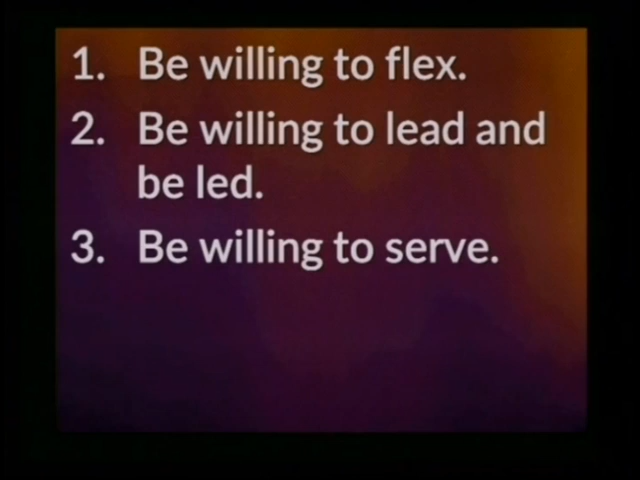 1. Be willing to flex.
2. Be willing to lead and
be led.
3. Be willing to serve.